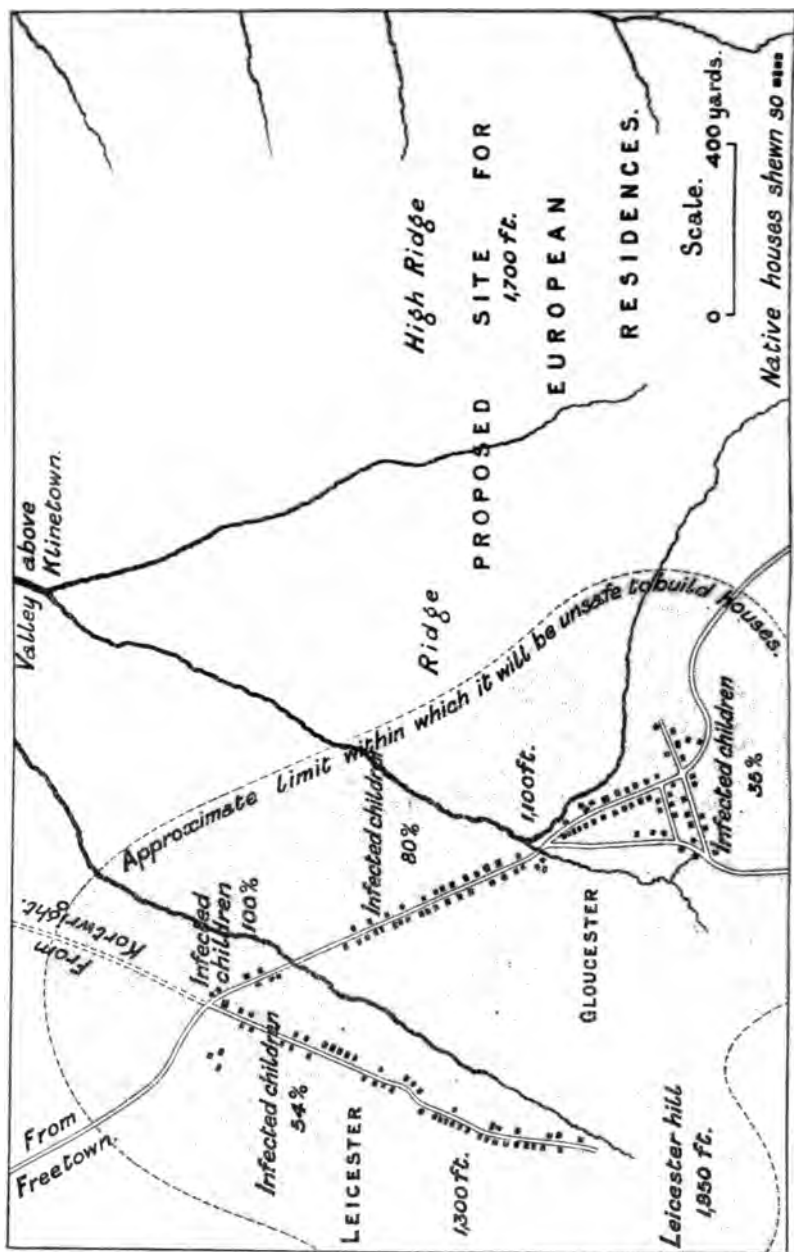 Valley above
Klinetown.
From
Freetown.
From
Kortwright.
Infected
children
100%
Infected children
54%
LEICESTER
1,300 ft.
Leicester hill
1,850 ft.
Approximate limit within which it will be unsafe to build houses.
Infected children
80%
GLOUCESTER
1,100 ft.
Infected children
35%
Ridge
High Ridge
PROPOSED SITE FOR
1,700 ft.
EUROPEAN
RESIDENCES.
Scale.
0 400 yards.
Native houses shewn so